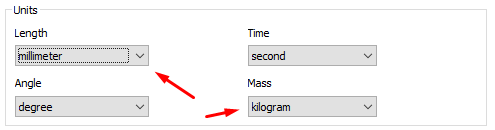 Units
Length Time
millimeter second
Angle Mass
degree kilogram